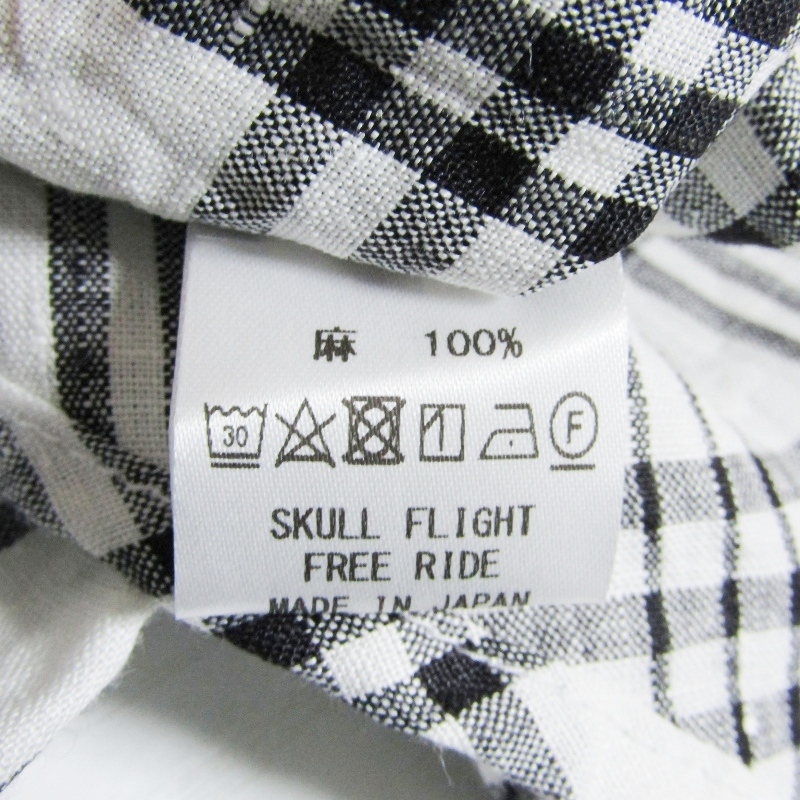 麻 100%
30 F
SKULL FLIGHT
FREE RIDE
MADE IN JAPAN